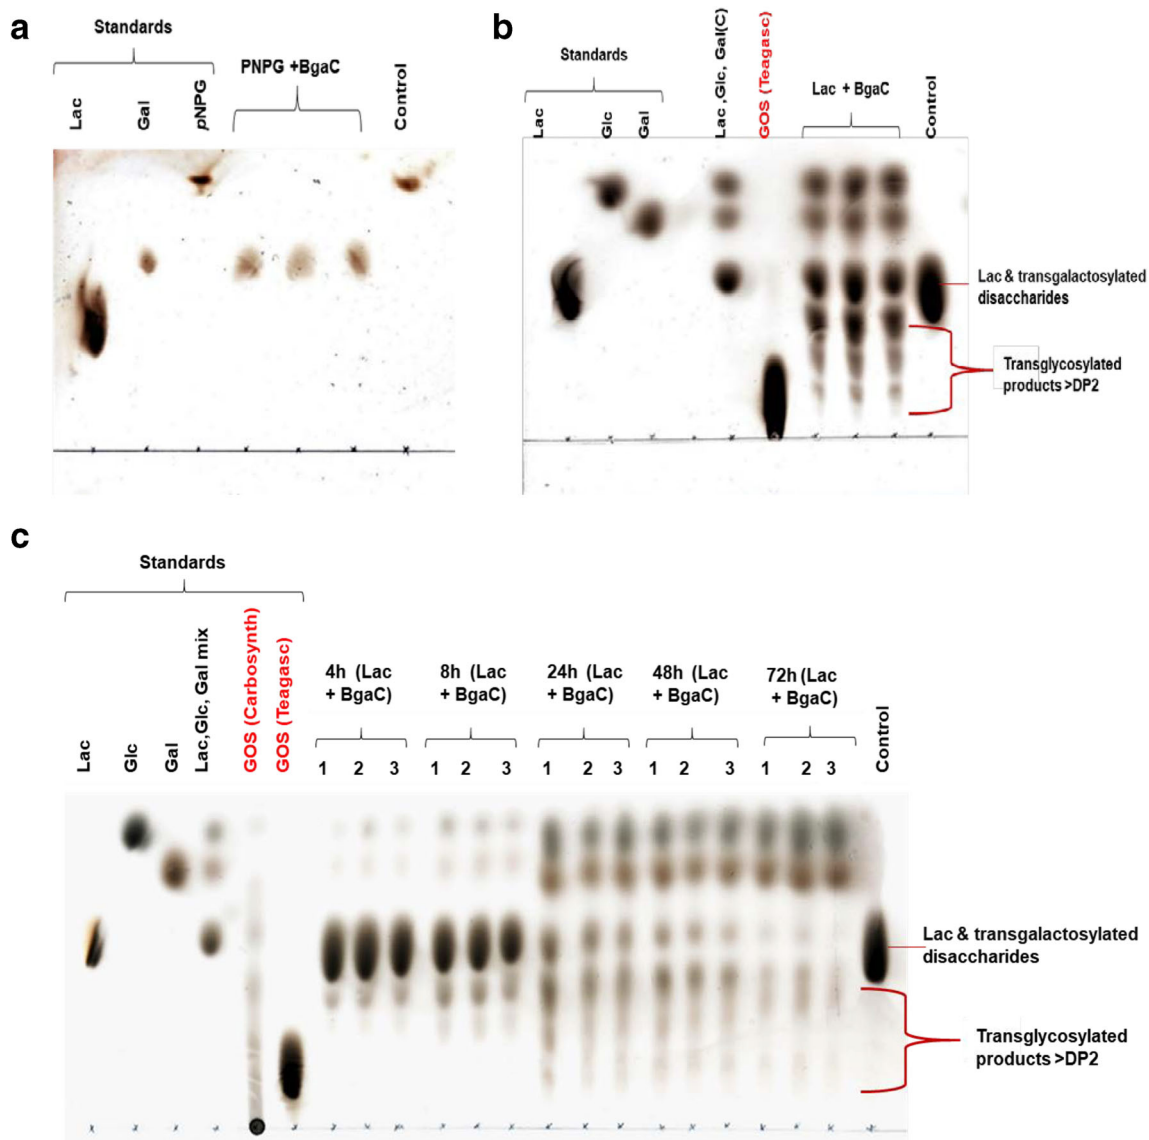 a
Standards
PNPG +BgaC
Lac
Gal
pNPG
Control
b
Standards
Lac + BgaC
Lac
Glc
Gal
Lac ,Glc, Gal(C)
GOS (Teagasc)
Control
Lac & transgalactosylated
disaccharides
Transglycosylated
products >DP2
c
Standards
Lac
Glc
Gal
Lac,Glc, Gal mix
GOS (Carbosynth)
GOS (Teagasc)
4h (Lac
+ BgaC)
8h (Lac
+ BgaC)
24h (Lac
+ BgaC)
48h (Lac
+ BgaC)
72h (Lac
+ BgaC)
Control
1 2 3 1 2 3 1 2 3 1 2 3 1 2 3
Lac & transgalactosylated
disaccharides
Transglycosylated
products >DP2